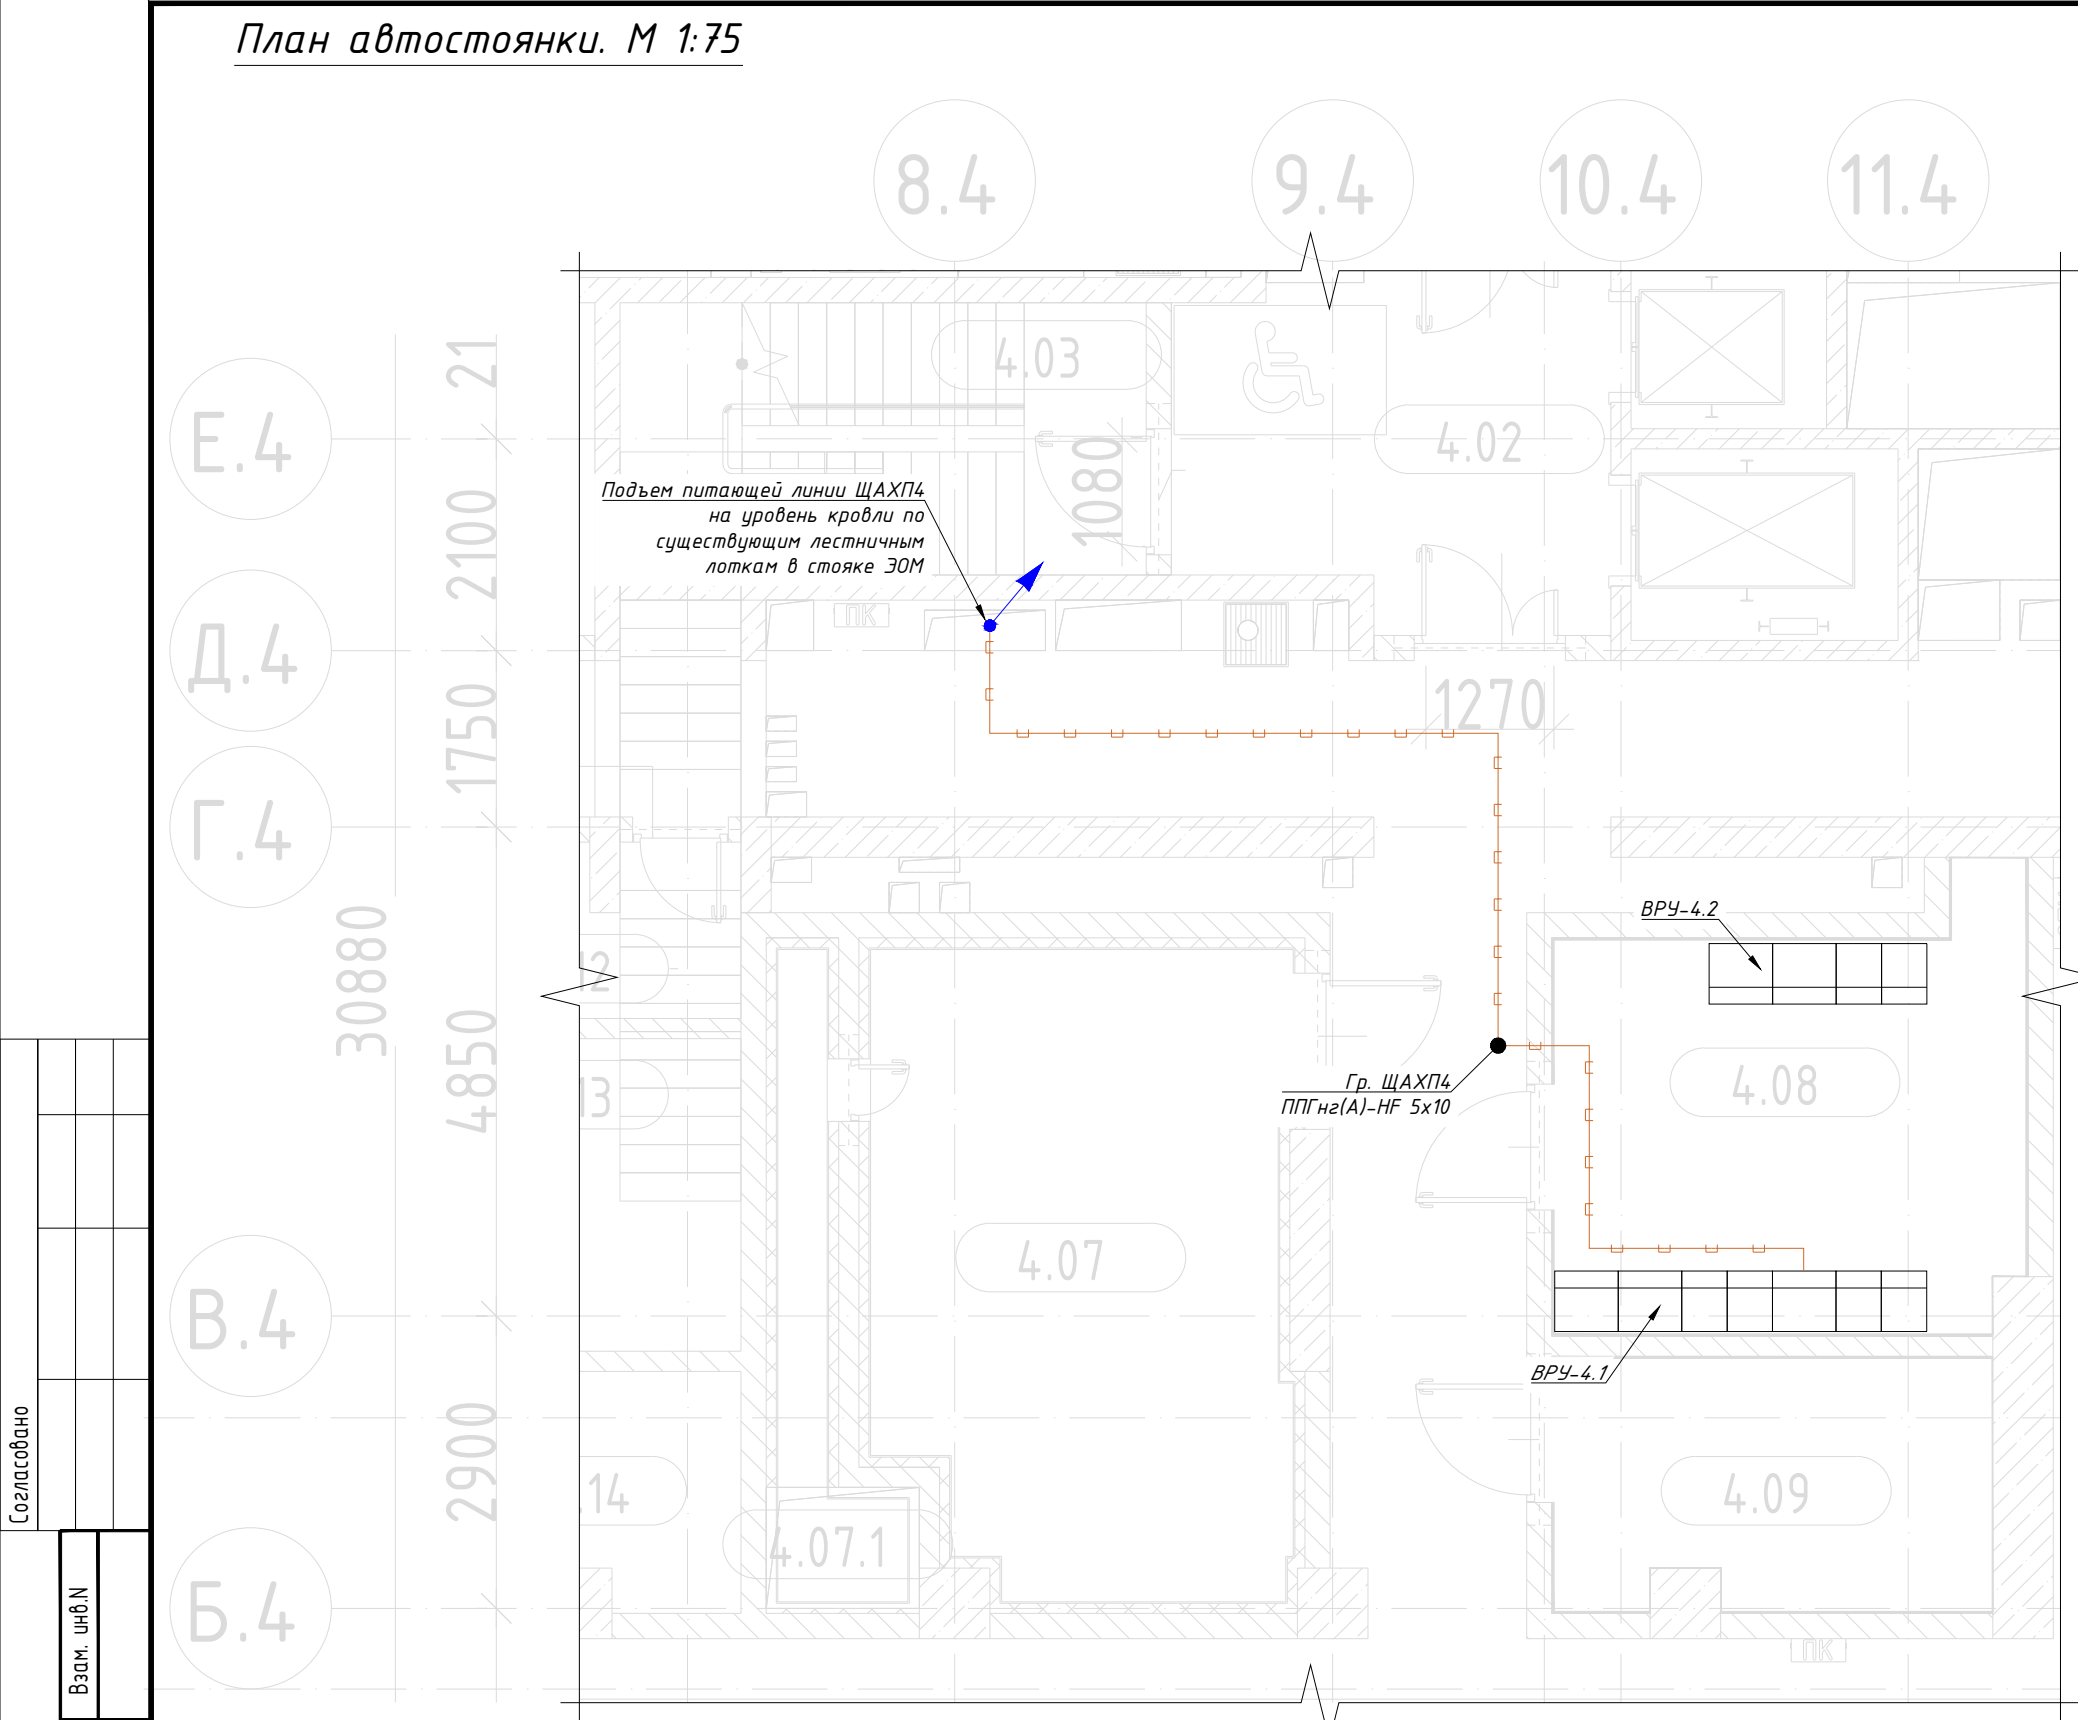 План автостоянки. М 1:75
8.4
9.4
10.4
11.4
Е.4
Д.4
Г.4
В.4
Б.4
21
2100
1750
4850
2900
30880
4.03
4.02
1080
Подъем питающей линии ЩАХП4
на уровень кровли по
существующим лестничным
лоткам в стояке ЭОМ
ПК
1270
12
13
.14
ВРУ-4.2
4.08
Гр. ЩАХП4
ППГнг(А)-HF 5х10
4.07
ВРУ-4.1
4.09
4.07.1
ПК
Согласовано
Взам. инв.N